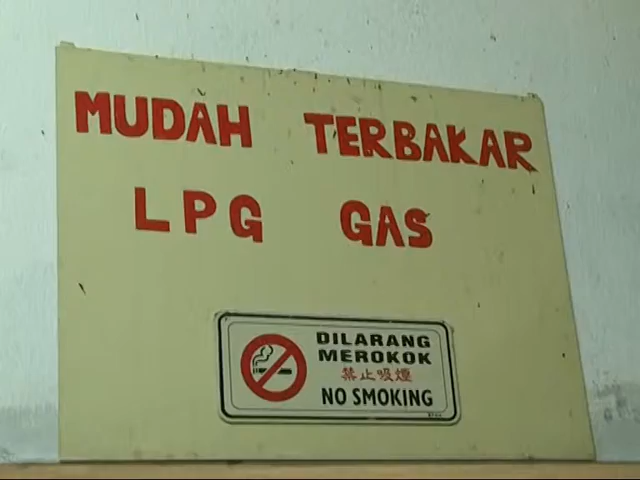 MUDAH TERBAKAR
LPG GAS
DILARANG
MEROKOK
禁止吸煙
NO SMOKING